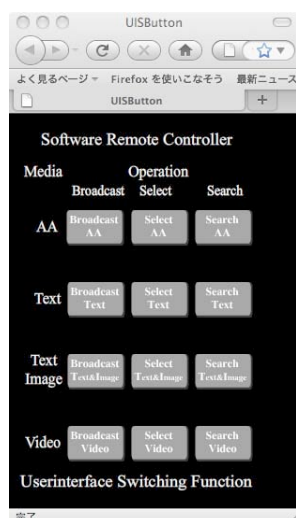 UISButton
よく見るページ Firefox を使いこなそう 最新ニュース
UISButton
Software Remote Controller
Media Operation
Broadcast Select Search
AA Broadcast AA Select AA Search AA
Text Broadcast Text Select Text Search Text
Text Image Broadcast Text&Image Select Text&Image Search Text&Image
Video Broadcast Video Select Video Search Video
Userinterface Switching Function
完了